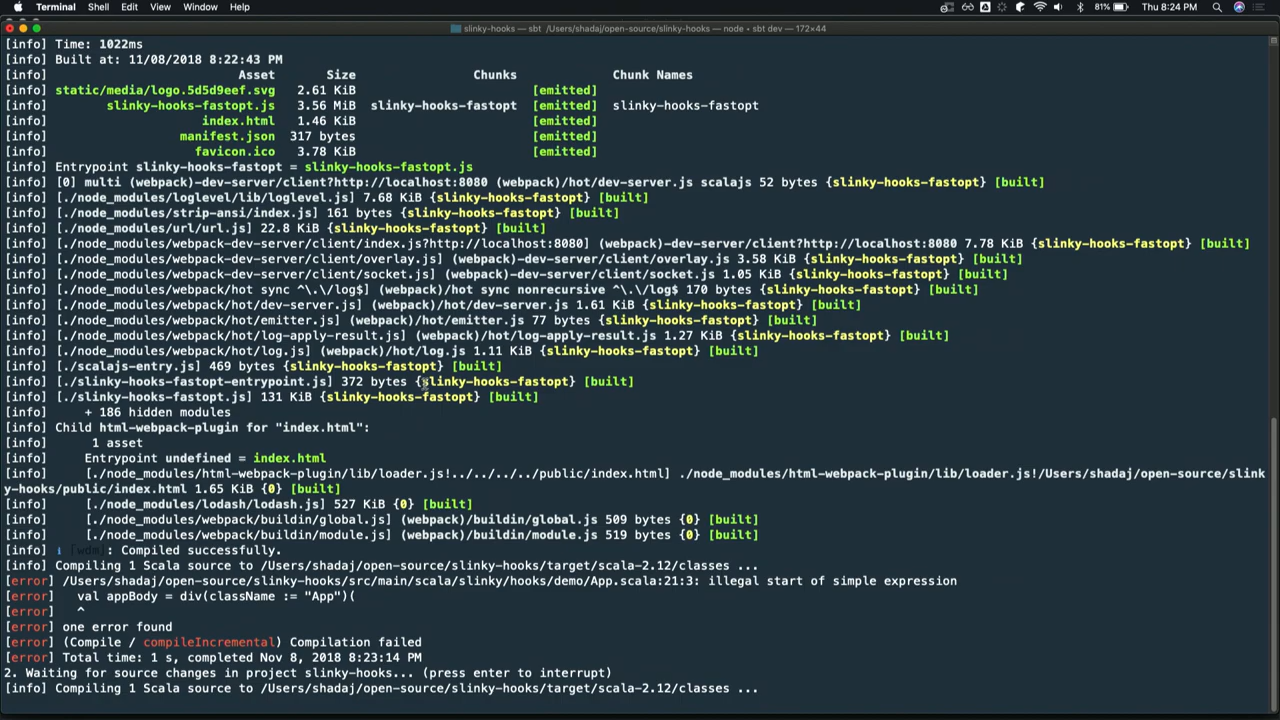 Terminal Shell Edit View Window Help 81% Thu 8:24 PM
slinky-hooks — sbt /Users/shadaj/open-source/slinky-hooks — node • sbt dev — 172×44
[info] Time: 1022ms
[info] Built at: 11/08/2018 8:22:43 PM
[info] Asset Size Chunks Chunk Names
[info] static/media/logo.5d5d9eef.svg 2.61 KiB [emitted]
[info] slinky-hooks-fastopt.js 3.56 MiB slinky-hooks-fastopt [emitted] slinky-hooks-fastopt
[info] index.html 1.46 KiB [emitted]
[info] manifest.json 317 bytes [emitted]
[info] favicon.ico 3.78 KiB [emitted]
[info] Entrypoint slinky-hooks-fastopt = slinky-hooks-fastopt.js
[info] [0] multi (webpack)-dev-server/client?http://localhost:8080 (webpack)/hot/dev-server.js scalajs 52 bytes {slinky-hooks-fastopt} [built]
[info] [./node_modules/loglevel/lib/loglevel.js] 7.68 KiB {slinky-hooks-fastopt} [built]
[info] [./node_modules/strip-ansi/index.js] 161 bytes {slinky-hooks-fastopt} [built]
[info] [./node_modules/url/url.js] 22.8 KiB {slinky-hooks-fastopt} [built]
[info] [./node_modules/webpack-dev-server/client/index.js?http://localhost:8080] (webpack)-dev-server/client?http://localhost:8080 7.78 KiB {slinky-hooks-fastopt} [built]
[info] [./node_modules/webpack-dev-server/client/overlay.js] (webpack)-dev-server/client/overlay.js 3.58 KiB {slinky-hooks-fastopt} [built]
[info] [./node_modules/webpack-dev-server/client/socket.js] (webpack)-dev-server/client/socket.js 1.05 KiB {slinky-hooks-fastopt} [built]
[info] [./node_modules/webpack/hot sync ^\.\/log$] (webpack)/hot sync nonrecursive ^\.\/log$ 170 bytes {slinky-hooks-fastopt} [built]
[info] [./node_modules/webpack/hot/dev-server.js] (webpack)/hot/dev-server.js 1.61 KiB {slinky-hooks-fastopt} [built]
[info] [./node_modules/webpack/hot/emitter.js] (webpack)/hot/emitter.js 77 bytes {slinky-hooks-fastopt} [built]
[info] [./node_modules/webpack/hot/log-apply-result.js] (webpack)/hot/log-apply-result.js 1.27 KiB {slinky-hooks-fastopt} [built]
[info] [./node_modules/webpack/hot/log.js] (webpack)/hot/log.js 1.11 KiB {slinky-hooks-fastopt} [built]
[info] [./scalajs-entry.js] 469 bytes {slinky-hooks-fastopt} [built]
[info] [./slinky-hooks-fastopt-entrypoint.js] 372 bytes {slinky-hooks-fastopt} [built]
[info] [./slinky-hooks-fastopt.js] 131 KiB {slinky-hooks-fastopt} [built]
[info] + 186 hidden modules
[info] Child html-webpack-plugin for "index.html":
[info] 1 asset
[info] Entrypoint undefined = index.html
[info] [./node_modules/html-webpack-plugin/lib/loader.js!../../../../public/index.html] ./node_modules/html-webpack-plugin/lib/loader.js!/Users/shadaj/open-source/slink
y-hooks/public/index.html 1.65 KiB {0} [built]
[info] [./node_modules/lodash/lodash.js] 527 KiB {0} [built]
[info] [./node_modules/webpack/buildin/global.js] (webpack)/buildin/global.js 509 bytes {0} [built]
[info] [./node_modules/webpack/buildin/module.js] (webpack)/buildin/module.js 519 bytes {0} [built]
[info] ℹ [wdm]: Compiled successfully.
[info] Compiling 1 Scala source to /Users/shadaj/open-source/slinky-hooks/target/scala-2.12/classes ...
[error] /Users/shadaj/open-source/slinky-hooks/src/main/scala/slinky/hooks/demo/App.scala:21:3: illegal start of simple expression
[error] val appBody = div(className := "App")(
[error] ^
[error] one error found
[error] (Compile / compileIncremental) Compilation failed
[error] Total time: 1 s, completed Nov 8, 2018 8:23:14 PM
2. Waiting for source changes in project slinky-hooks... (press enter to interrupt)
[info] Compiling 1 Scala source to /Users/shadaj/open-source/slinky-hooks/target/scala-2.12/classes ...